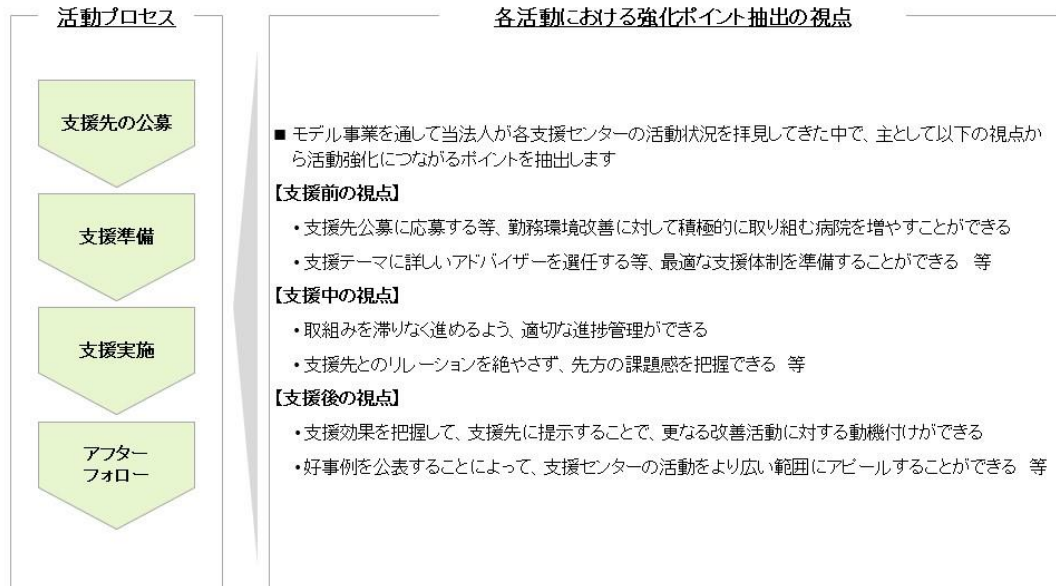 活動プロセス
支援先の公募
支援準備
支援実施
アフター
フォロー
各活動における強化ポイント抽出の視点
■ モデル事業を通して当法人が各支援センターの活動状況を拝見してきた中で、主として以下の視点か
ら活動強化につながるポイントを抽出します
【支援前の視点】
・支援先公募に応募する等、勤務環境改善に対して積極的に取り組む病院を増やすことができる
・支援テーマに詳しいアドバイザーを選任する等、最適な支援体制を準備することができる 等
【支援中の視点】
・取組みを滞りなく進めるよう、適切な進捗管理ができる
・支援先とのリレーションを絶やさず、先方の課題感を把握できる 等
【支援後の視点】
・支援効果を把握して、支援先に提示することで、更なる改善活動に対する動機付けができる
・好事例を公表することによって、支援センターの活動をより広い範囲にアピールすることができる 等